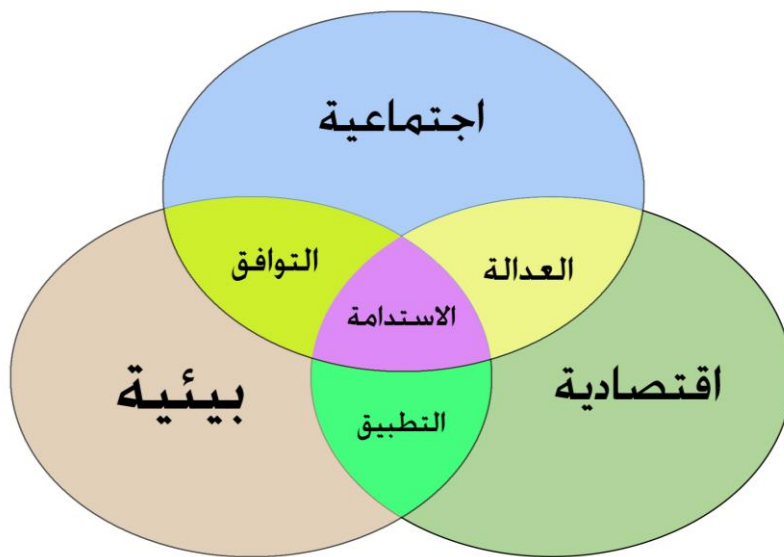 اجتماعية
العدالة
التوافق
الاستدامة
اقتصادية
بيئية
التطبيق